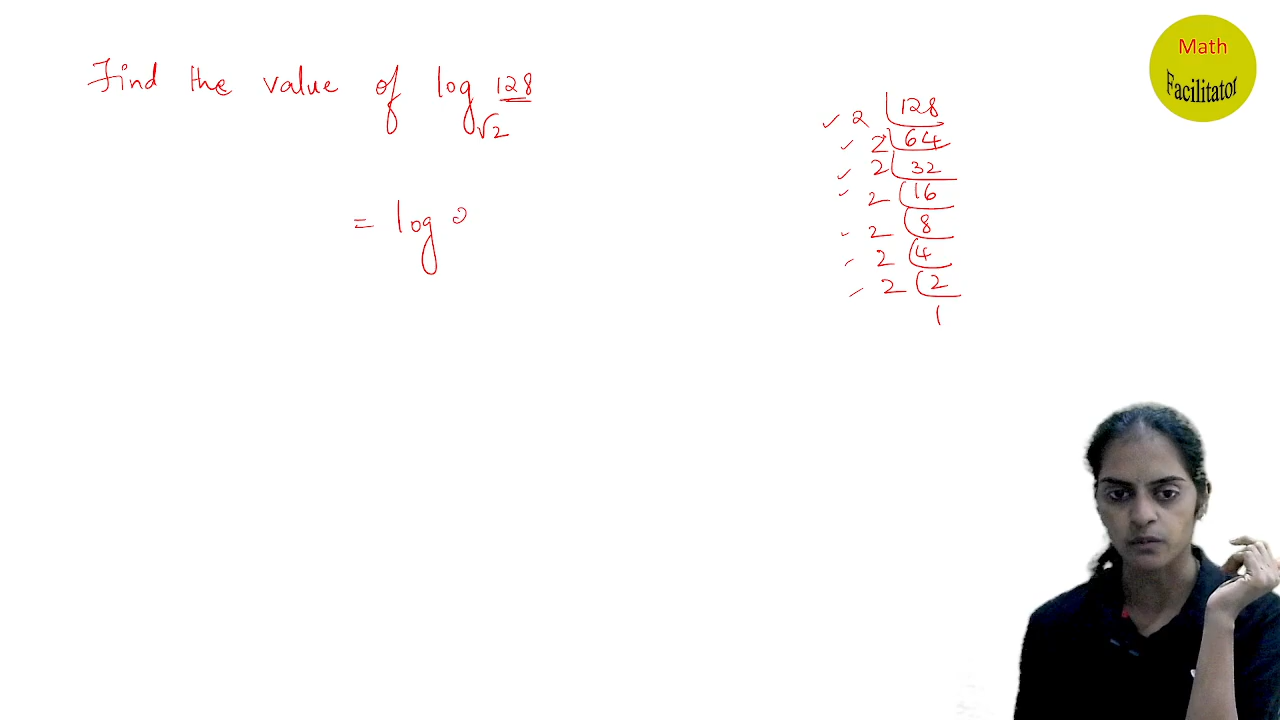 Find the value of log 128
√2
= log 2
2 128
2 64
2 32
2 16
2 8
2 4
2 2
1
Math
Facilitator